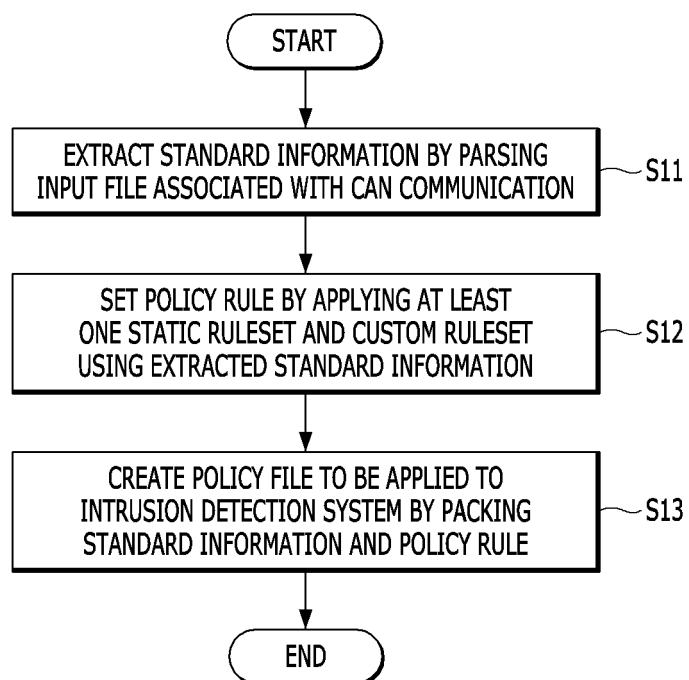 START
EXTRACT STANDARD INFORMATION BY PARSING
INPUT FILE ASSOCIATED WITH CAN COMMUNICATION
S11
SET POLICY RULE BY APPLYING AT LEAST
ONE STATIC RULESET AND CUSTOM RULESET
USING EXTRACTED STANDARD INFORMATION
S12
CREATE POLICY FILE TO BE APPLIED TO
INTRUSION DETECTION SYSTEM BY PACKING
STANDARD INFORMATION AND POLICY RULE
S13
END